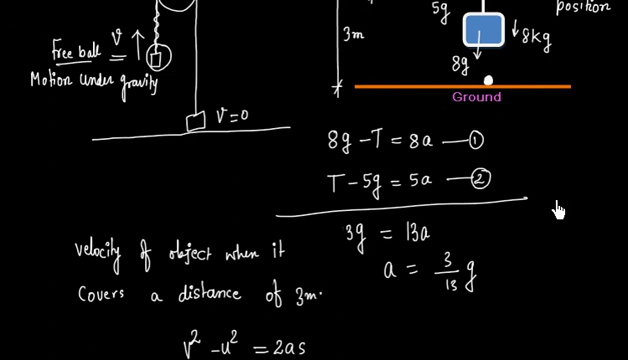 5g
position
↓8kg
3m
Free ball V
Motion under gravity
8g
Ground
V=0
8g - T = 8a —①
T - 5g = 5a —②
3g = 13a
a = 3/13 g
Velocity of object when it
Covers a distance of 3m.
V² - u² = 2as